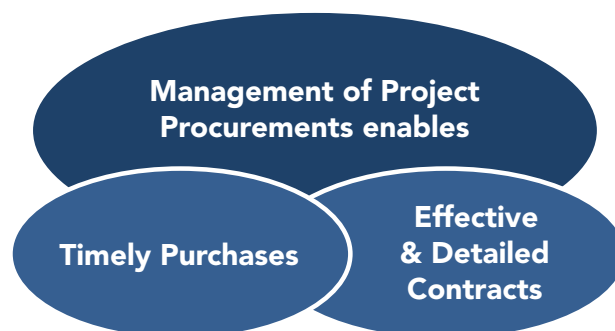 Management of Project
Procurements enables
Timely Purchases
Effective
& Detailed
Contracts